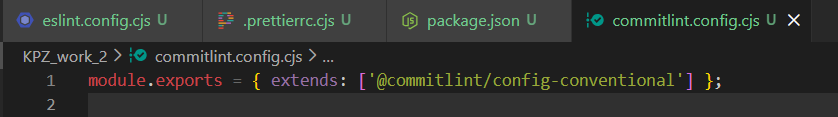 eslint.config.cjs U
.prettierrc.cjs U
package.json U
commitlint.config.cjs U
KPZ_work_2 > commitlint.config.cjs > ...
1 module.exports = { extends: ['@commitlint/config-conventional'] };
2